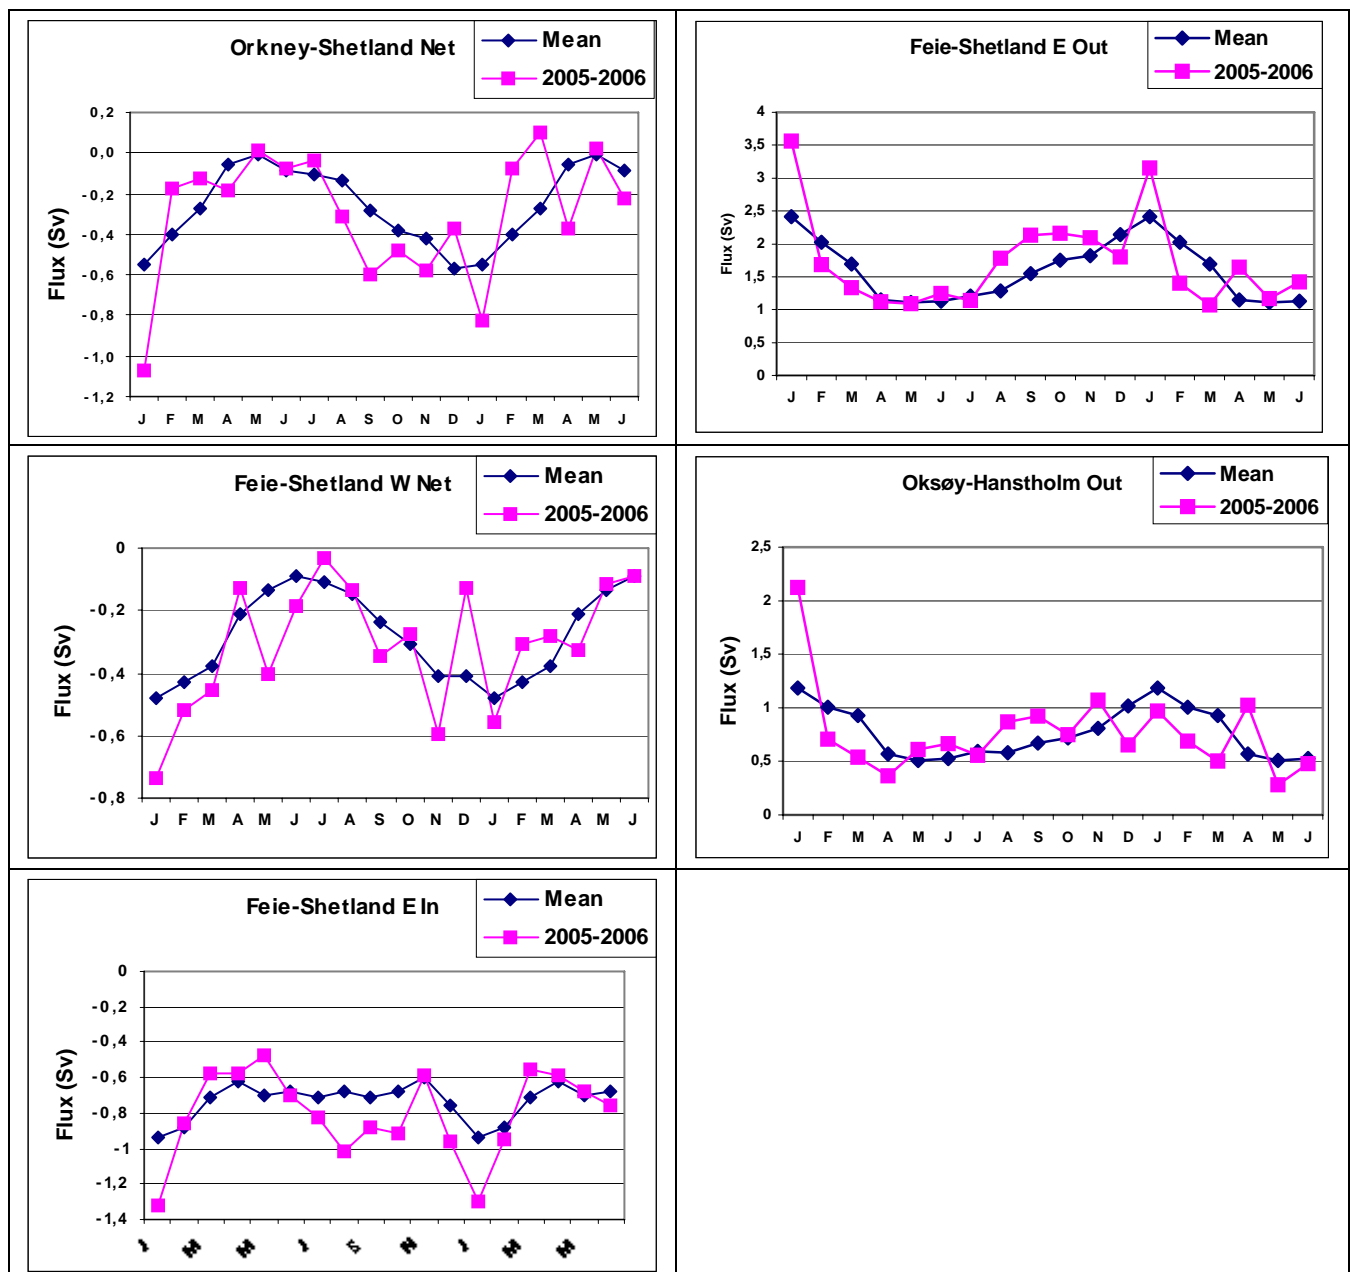 Orkney-Shetland Net
Mean
2005-2006
Flux (Sv)
0,2
0,0
-0,2
-0,4
-0,6
-0,8
-1,0
-1,2
J F M A M J J A S O N D J F M A M J
Feie-Shetland E Out
Mean
2005-2006
Flux (Sv)
4
3,5
3
2,5
2
1,5
1
0,5
0
J F M A M J J A S O N D J F M A M J
Feie-Shetland W Net
Mean
2005-2006
Flux (Sv)
0
-0,2
-0,4
-0,6
-0,8
J F M A M J J A S O N D J F M A M J
Oksøy-Hanstholm Out
Mean
2005-2006
Flux (Sv)
2,5
2
1,5
1
0,5
0
J F M A M J J A S O N D J F M A M J
Feie-Shetland E In
Mean
2005-2006
Flux (Sv)
0
-0,2
-0,4
-0,6
-0,8
-1
-1,2
-1,4
J M M J S N J M M